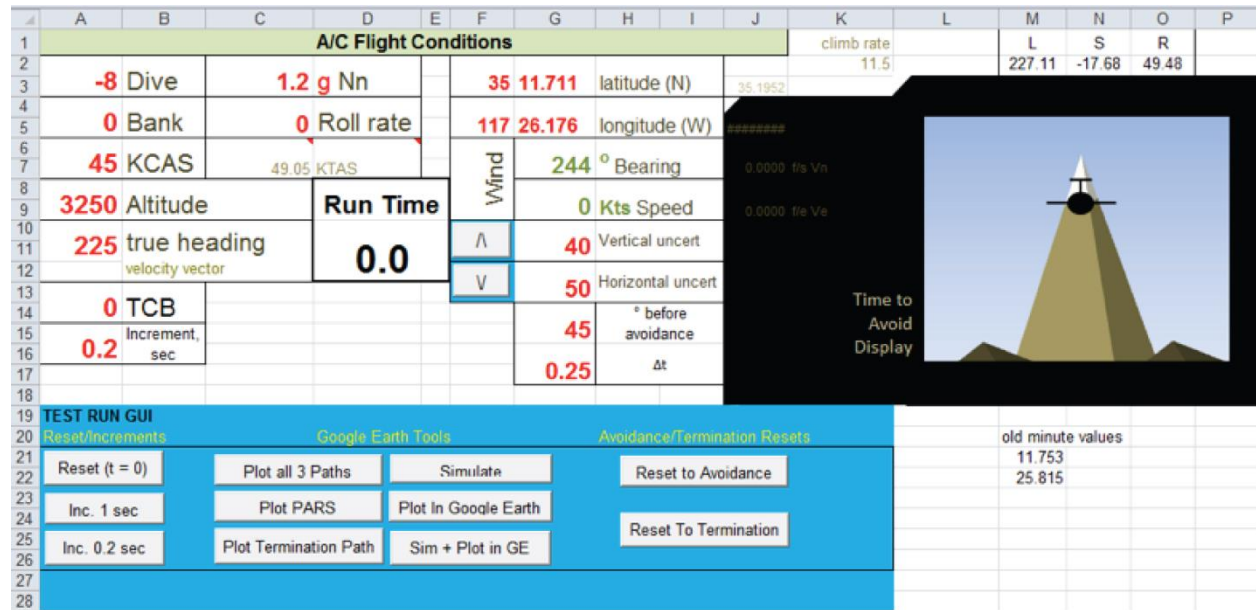 A B C D E F G H I J K L M N O P
1 A/C Flight Conditions climb rate L S R
2 11.5 227.11 -17.68 49.48
3 -8 Dive 1.2 g Nn 35 11.711 latitude (N) 35.1952
4
5 0 Bank 0 Roll rate 117 26.176 longitude (W) ########
6
7 45 KCAS 49.05 KTAS Wind 244 ° Bearing 0.0000 f/s Vn
8
9 3250 Altitude Run Time 0 Kts Speed 0.0000 f/e Ve
10
11 225 true heading 0.0 /\ 40 Vertical uncert
12 velocity vector
13 \/ 50 Horizontal uncert
14 0 TCB ° before
15 Increment, 45 avoidance
16 0.2 sec
17 0.25 Δt
18
Time to
Avoid
Display
19 TEST RUN GUI
20 Reset/Increments Google Earth Tools Avoidance/Termination Resets old minute values
21 11.753
22 25.815
Reset (t = 0) Plot all 3 Paths Simulate Reset to Avoidance
23
24
Inc. 1 sec Plot PARS Plot In Google Earth
Reset To Termination
25
26
Inc. 0.2 sec Plot Termination Path Sim + Plot in GE
27
28